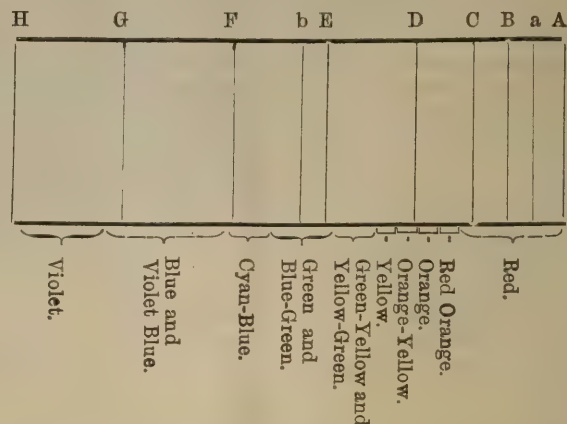 H G F b E D C B a A
Violet.
Blue and
Violet Blue.
Cyan-Blue.
Green and
Blue-Green.
Green-Yellow and
Yellow-Green.
Yellow.
Orange-Yellow.
Orange.
Red Orange.
Red.